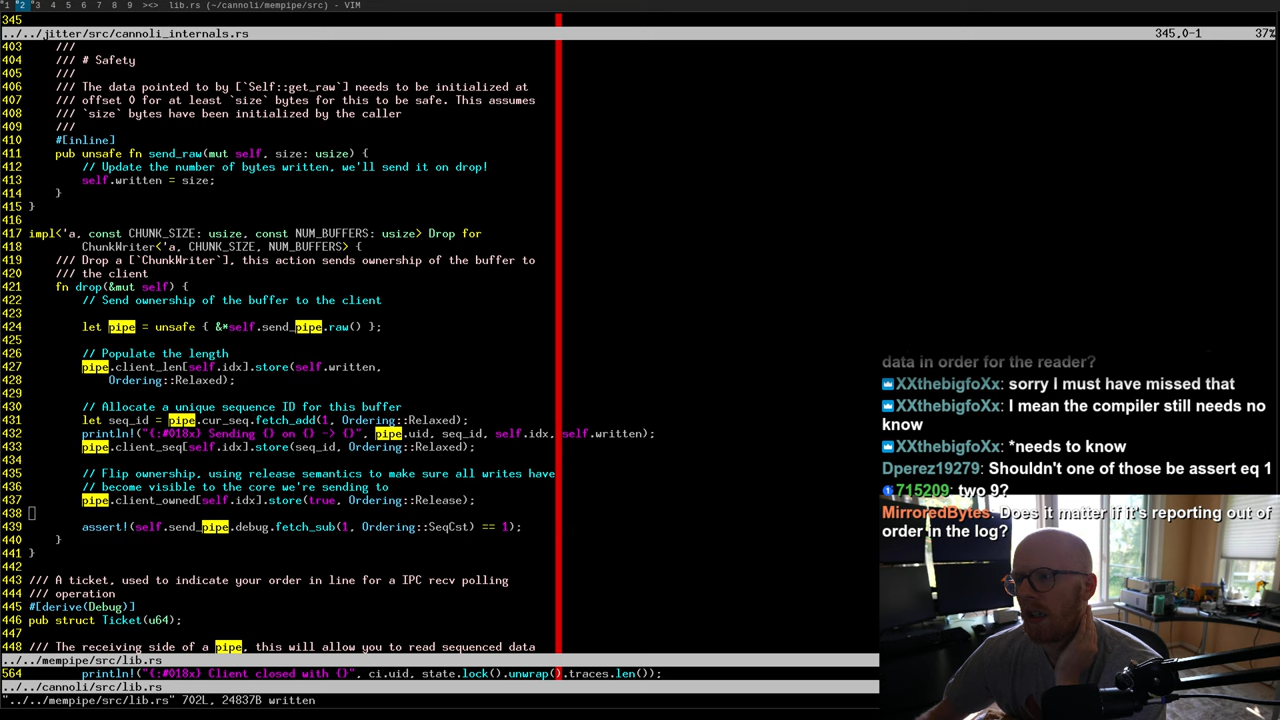 1 2 3 4 5 6 7 8 9 ><> lib.rs (~/cannoli/mempipe/src) - VIM
345
../../jitter/src/cannoli_internals.rs 345,0-1 37%
403     ///
404     /// # Safety
405     ///
406     /// The data pointed to by [`Self::get_raw`] needs to be initialized at
407     /// offset 0 for at least `size` bytes for this to be safe. This assumes
408     /// `size` bytes have been initialized by the caller
409     ///
410     #[inline]
411     pub unsafe fn send_raw(mut self, size: usize) {
412         // Update the number of bytes written, we'll send it on drop!
413         self.written = size;
414     }
415 }
416
417 impl<'a, const CHUNK_SIZE: usize, const NUM_BUFFERS: usize> Drop for
418         ChunkWriter<'a, CHUNK_SIZE, NUM_BUFFERS> {
419     /// Drop a [`ChunkWriter`], this action sends ownership of the buffer to
420     /// the client
421     fn drop(&mut self) {
422         // Send ownership of the buffer to the client
423
424         let pipe = unsafe { &*self.send_pipe.raw() };
425
426         // Populate the length
427         pipe.client_len[self.idx].store(self.written,
428             Ordering::Relaxed);
429
430         // Allocate a unique sequence ID for this buffer
431         let seq_id = pipe.cur_seq.fetch_add(1, Ordering::Relaxed);
432         println!("{:#018x} Sending {} on {} -> {}", pipe.uid, seq_id, self.idx, self.written);
433         pipe.client_seq[self.idx].store(seq_id, Ordering::Relaxed);
434
435         // Flip ownership, using release semantics to make sure all writes have
436         // become visible to the core we're sending to
437         pipe.client_owned[self.idx].store(true, Ordering::Release);
438
439         assert!(self.send_pipe.debug.fetch_sub(1, Ordering::SeqCst) == 1);
440     }
441 }
442
443 /// A ticket, used to indicate your order in line for a IPC recv polling
444 /// operation
445 #[derive(Debug)]
446 pub struct Ticket(u64);
447
448 /// The receiving side of a pipe, this will allow you to read sequenced data
../../mempipe/src/lib.rs
564         println!("{:#018x} Client closed with {}", ci.uid, state.lock().unwrap().traces.len());
../../cannoli/src/lib.rs
"../../mempipe/src/lib.rs" 702L, 24837B written
data in order for the reader?
XXthebigfoXx: sorry I must have missed that
XXthebigfoXx: I mean the compiler still needs no know
XXthebigfoXx: *needs to know
Dperez19279: Shouldn't one of those be assert eq 1
715209: two 9?
MirroredBytes: Does it matter if it's reporting out of order in the log?